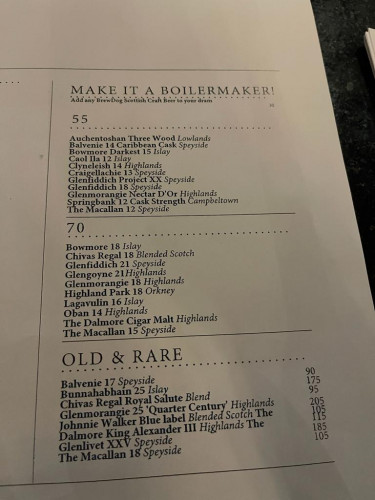 MAKE IT A BOILERMAKER!
Add any BrewDog Scottish Craft Beer to your dram
55
Auchentoshan Three Wood Lowlands
Balvenie 14 Caribbean Cask Speyside
Bowmore Darkest 15 Islay
Caol Ila 12 Islay
Clyneleish 14 Highlands
Craigellachie 13 Speyside
Glenfiddich Project XX Speyside
Glenfiddich 18 Speyside
Glenmorangie Nectar D'Or Highlands
Springbank 12 Cask Strength Campbeltown
The Macallan 12 Speyside
70
Bowmore 18 Islay
Chivas Regal 18 Blended Scotch
Glenfiddich 21 Speyside
Glengoyne 21Highlands
Glenmorangie 18 Highlands
Highland Park 18 Orkney
Lagavulin 16 Islay
Oban 14 Highlands
The Dalmore Cigar Malt Highlands
The Macallan 15 Speyside
OLD & RARE
Balvenie 17 Speyside 90
Bunnahabhain 25 Islay 175
Chivas Regal Royal Salute Blend 95
Glenmorangie 25 'Quarter Century' Highlands 205
Johnnie Walker Blue label Blended Scotch The 105
Dalmore King Alexander III Highlands The 115
Glenlivet XXV Speyside 185
The Macallan 18 Speyside 105